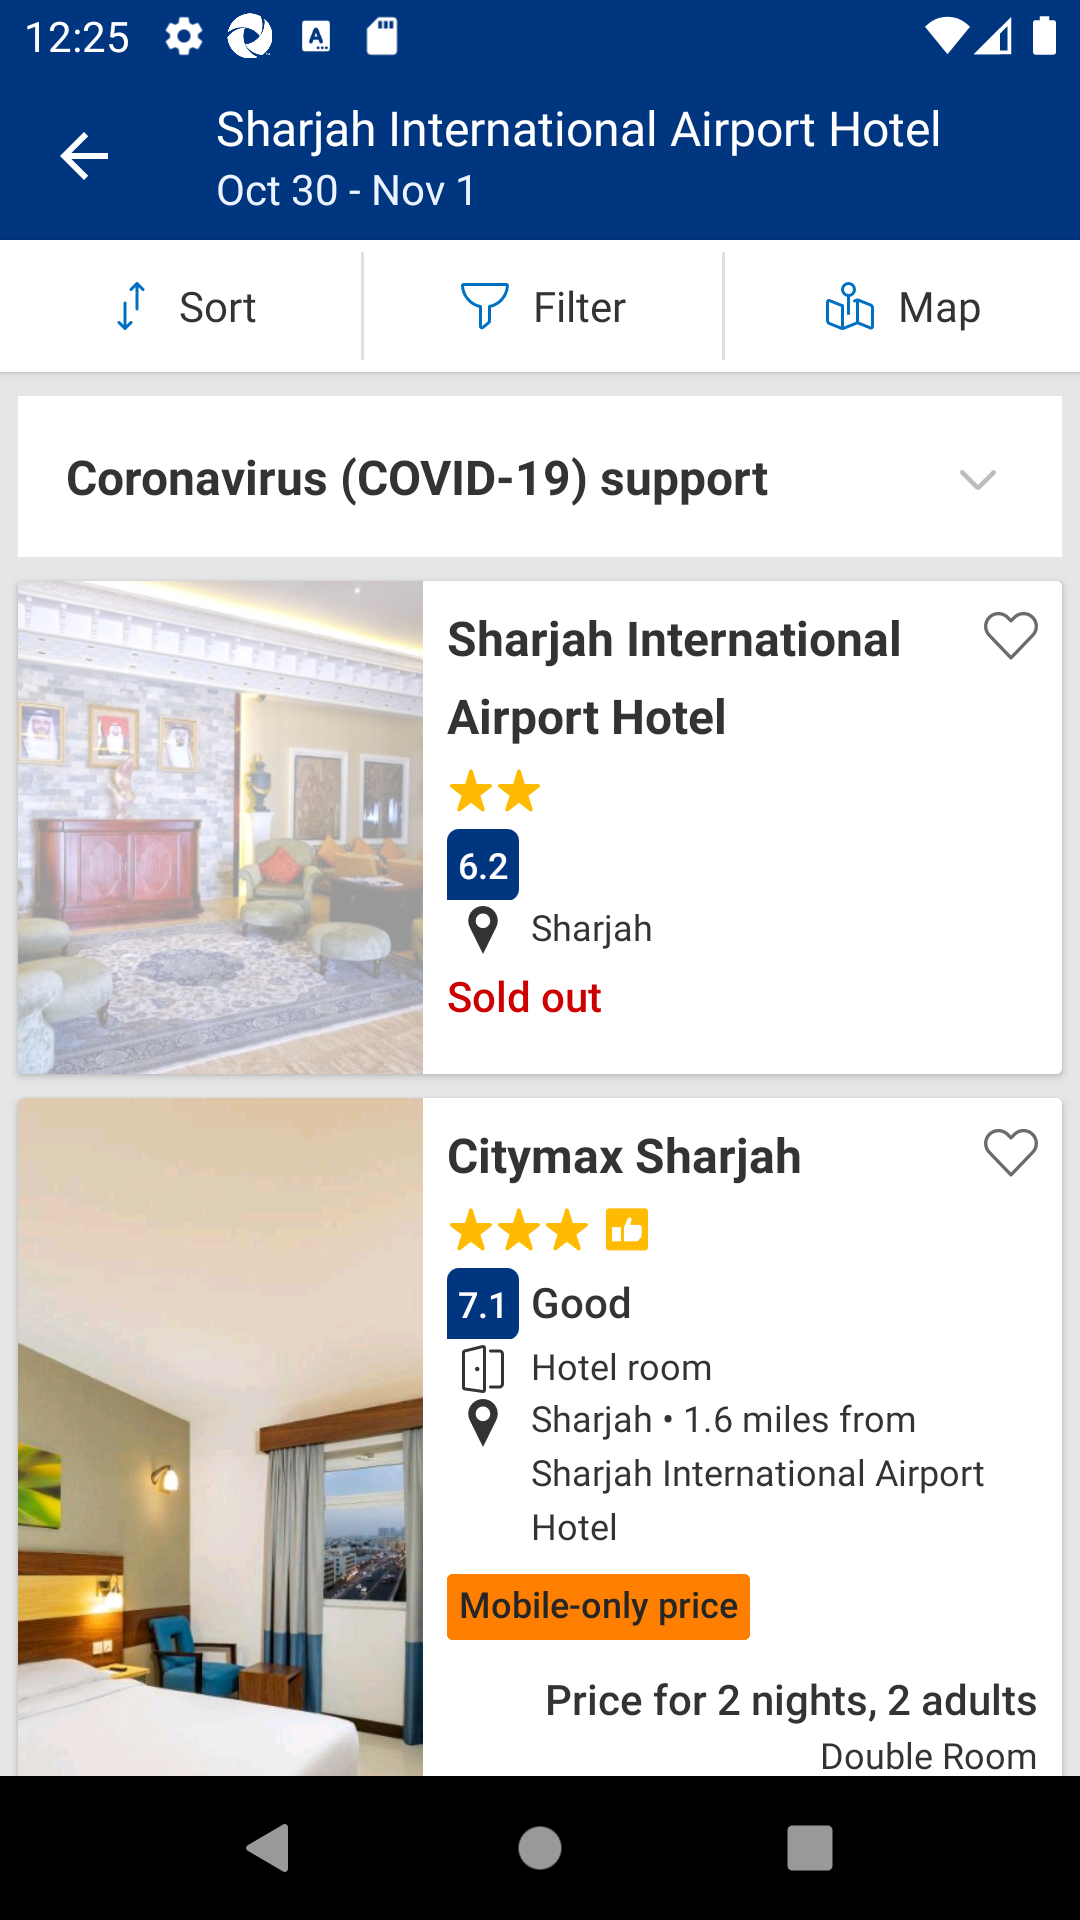 12:25
Sharjah International Airport Hotel
Oct 30 - Nov 1
Sort
Filter
Map
Coronavirus (COVID-19) support
Sharjah International
Airport Hotel
6.2
Sharjah
Sold out
Citymax Sharjah
7.1 Good
Hotel room
Sharjah • 1.6 miles from
Sharjah International Airport
Hotel
Mobile-only price
Price for 2 nights, 2 adults
Double Room